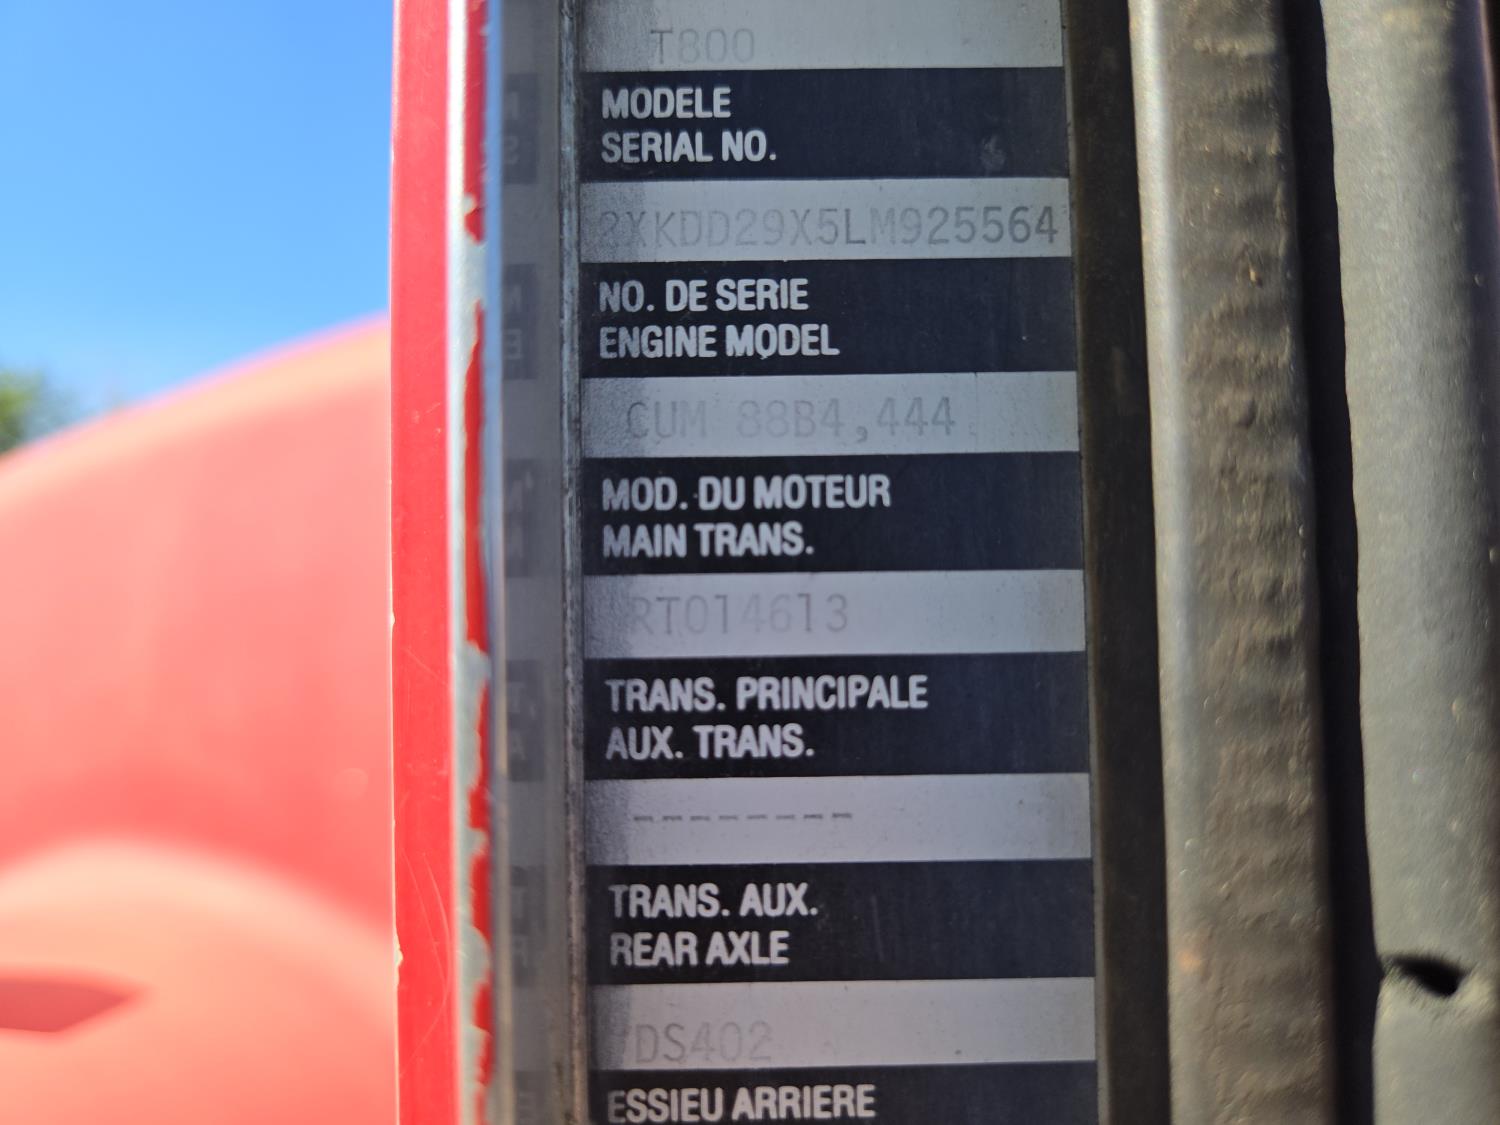 T800
MODELE
SERIAL NO.
2XKDD29X5LM925564
NO. DE SERIE
ENGINE MODEL
CUM 88B4,444
MOD. DU MOTEUR
MAIN TRANS.
RTO14613
TRANS. PRINCIPALE
AUX. TRANS.
--------
TRANS. AUX.
REAR AXLE
/DS402
ESSIEU ARRIERE